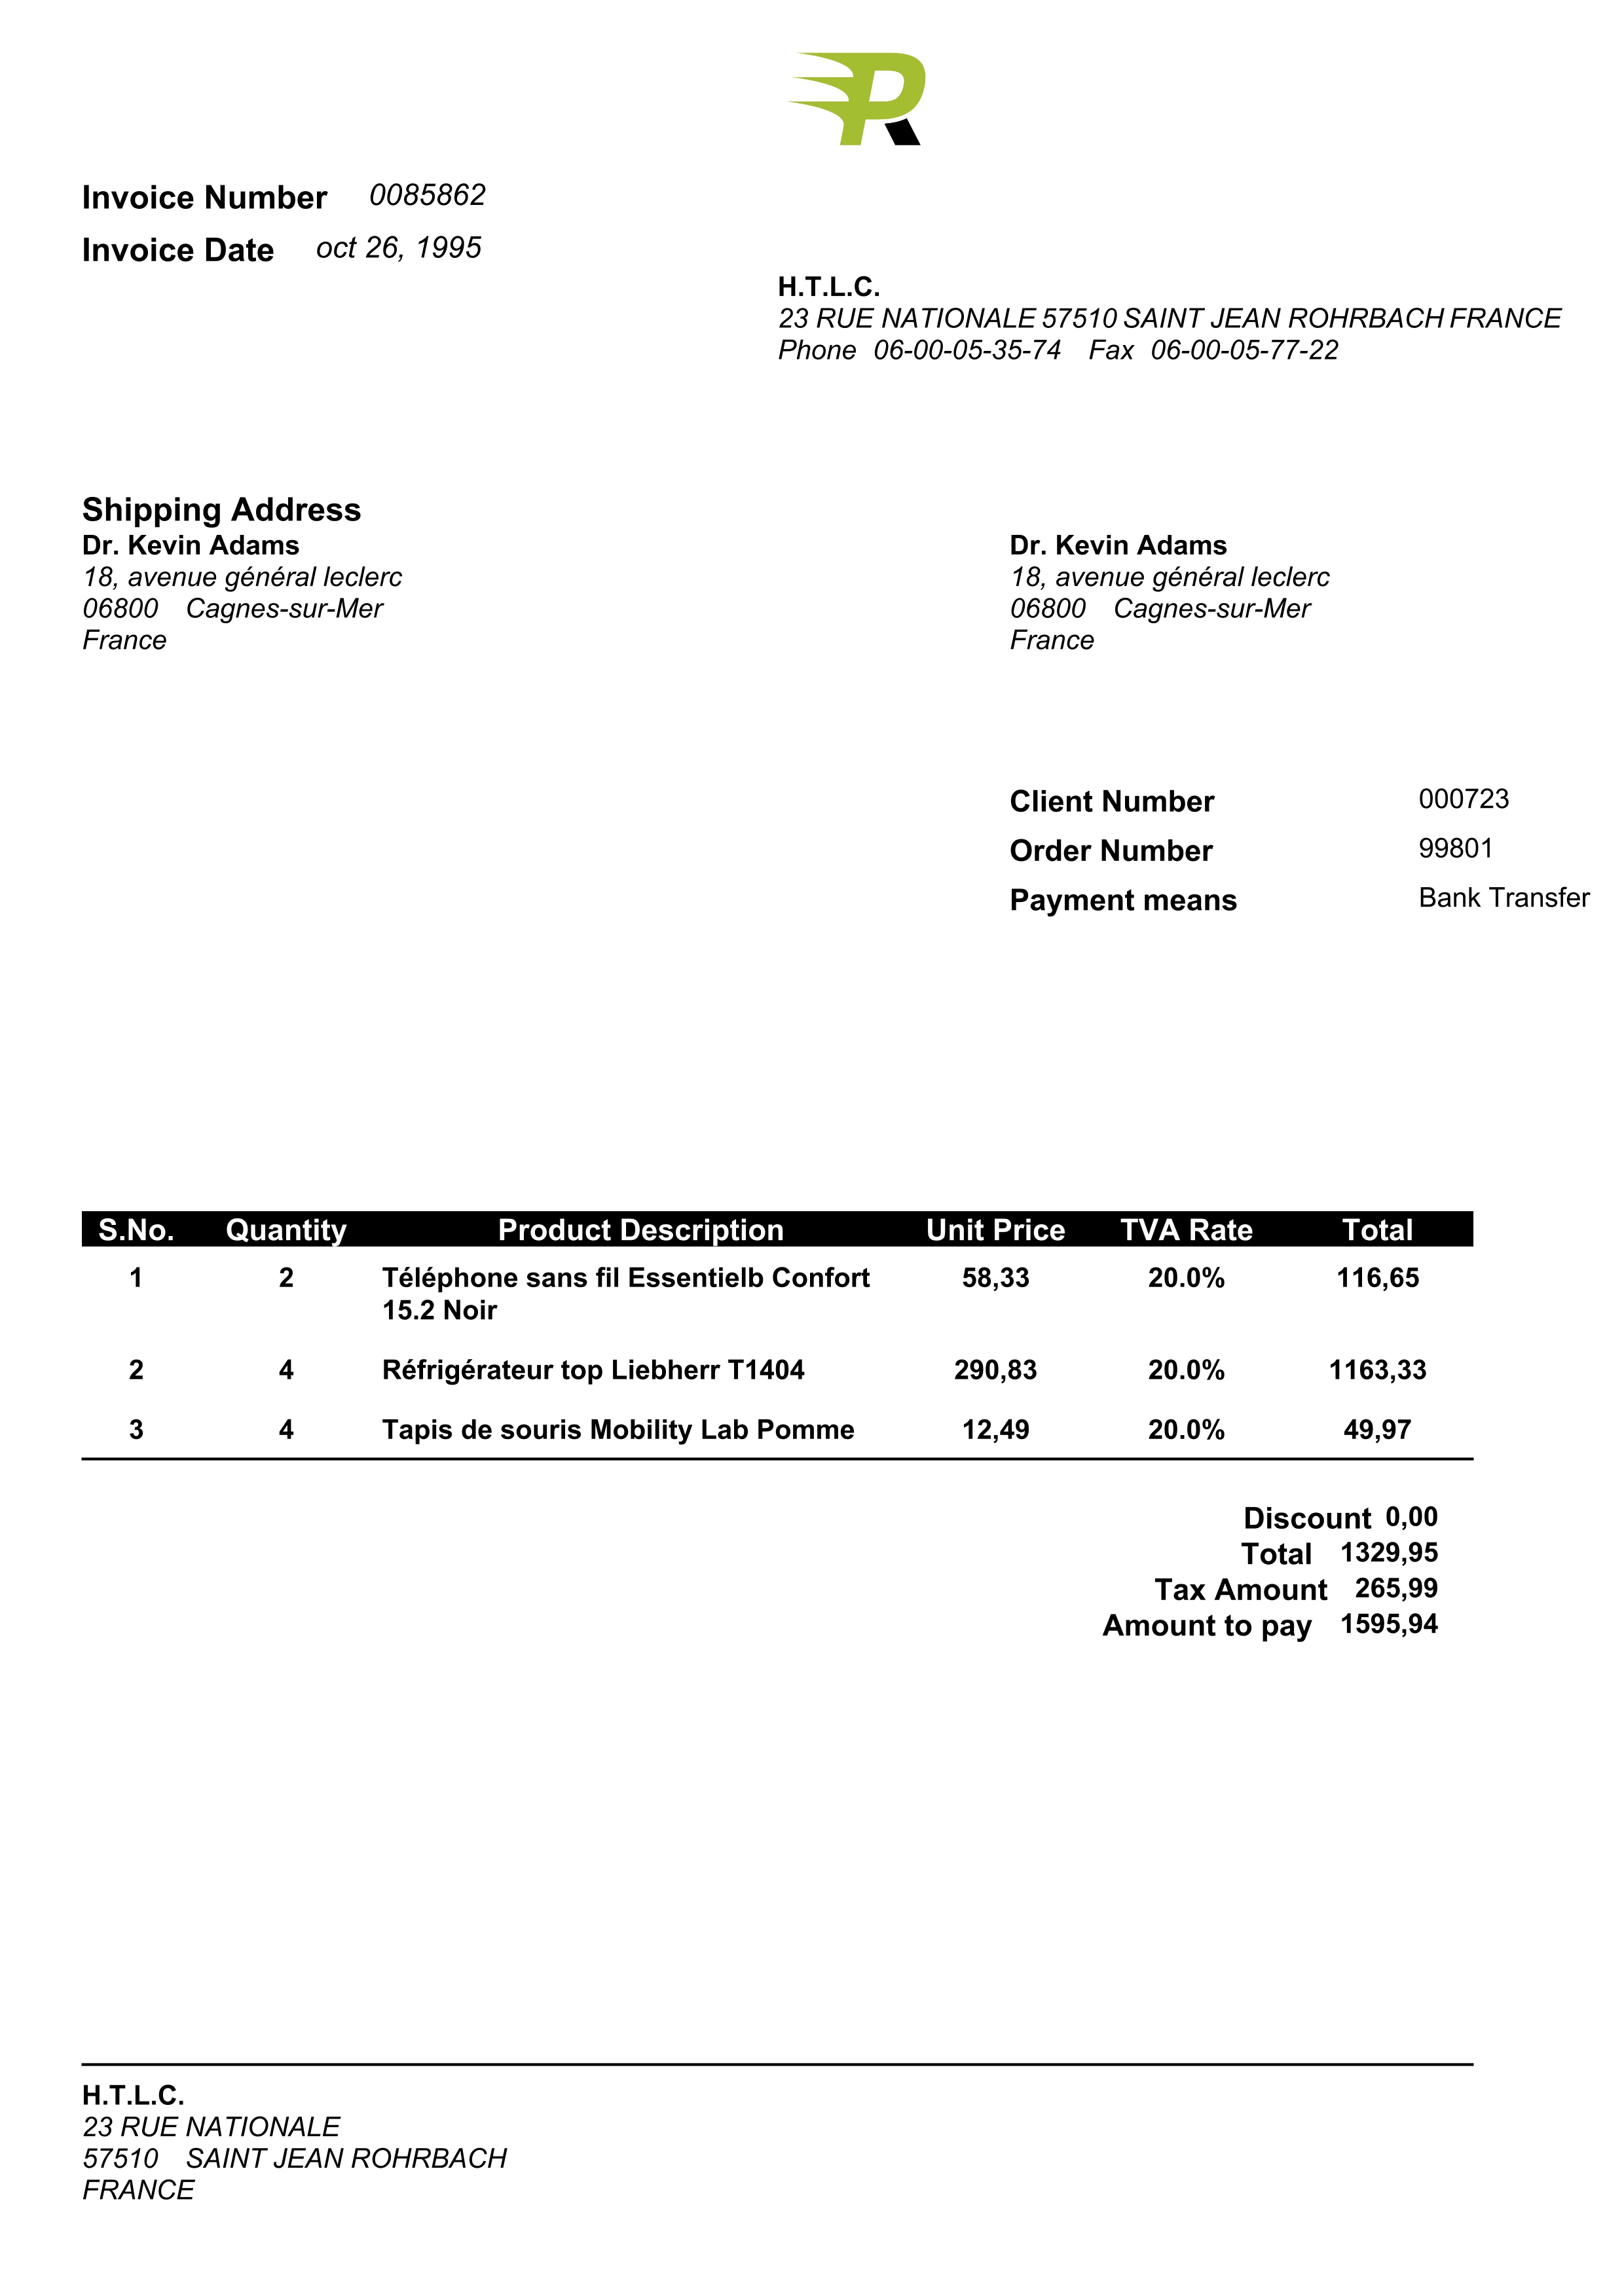 Invoice Number 0085862
Invoice Date oct 26, 1995
H.T.L.C.
23 RUE NATIONALE 57510 SAINT JEAN ROHRBACH FRANCE
Phone 06-00-05-35-74 Fax 06-00-05-77-22
Shipping Address
Dr. Kevin Adams
18, avenue général leclerc
06800 Cagnes-sur-Mer
France
Dr. Kevin Adams
18, avenue général leclerc
06800 Cagnes-sur-Mer
France
Client Number 000723
Order Number 99801
Payment means Bank Transfer
S.No. Quantity Product Description Unit Price TVA Rate Total
1 2 Téléphone sans fil Essentielb Confort 58,33 20.0% 116,65
15.2 Noir
2 4 Réfrigérateur top Liebherr T1404 290,83 20.0% 1163,33
3 4 Tapis de souris Mobility Lab Pomme 12,49 20.0% 49,97
Discount 0,00
Total 1329,95
Tax Amount 265,99
Amount to pay 1595,94
H.T.L.C.
23 RUE NATIONALE
57510 SAINT JEAN ROHRBACH
FRANCE